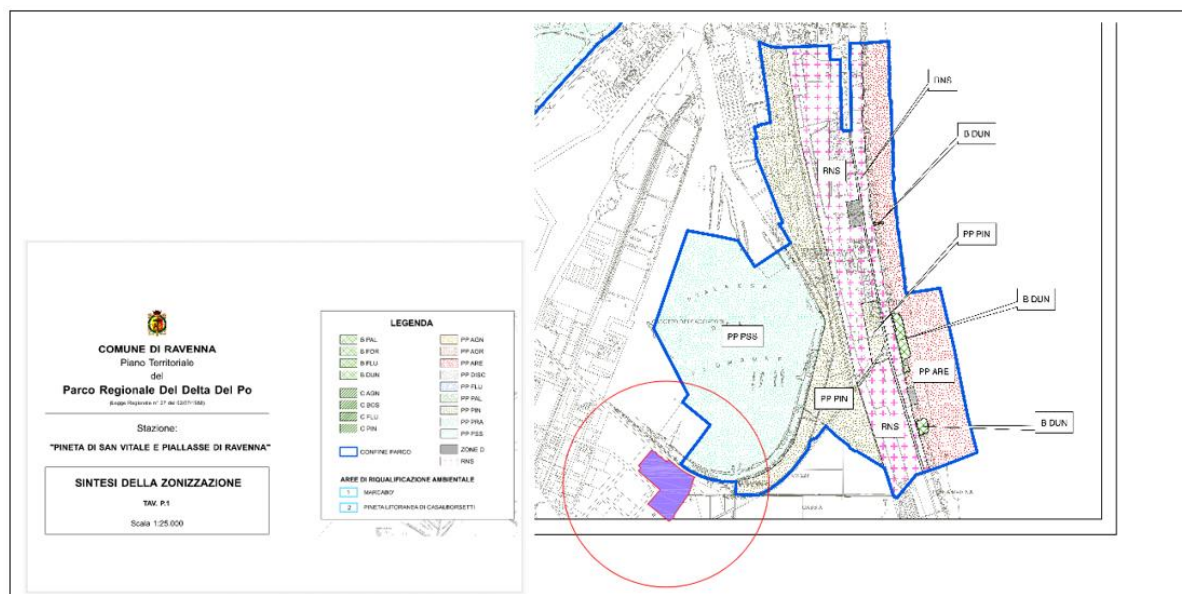 COMUNE DI RAVENNA
Piano Territoriale
del
Parco Regionale Del Delta Del Po
Stazione:
"PINETA DI SAN VITALE E PIALLASSE DI RAVENNA"
SINTESI DELLA ZONIZZAZIONE
TAV. P.1
Scala 1:25.000
LEGENDA
B PAL
B FOR
B FLU
B DUN
C AGN
C BOS
C FLU
C PIN
CONFINE PARCO
PP AGN
PP AGR
PP ARE
PP DISC
PP FLU
PP PAL
PP PIN
PP PRA
PP PSS
ZONE D
RNS
AREE DI RIQUALIFICAZIONE AMBIENTALE
1 MARCABO'
2 PINETA LITORANEA DI CASALBORSETTI
RNS
B DUN
RNS
PP PIN
B DUN
PP PSS
PP ARE
PP PIN
RNS
B DUN